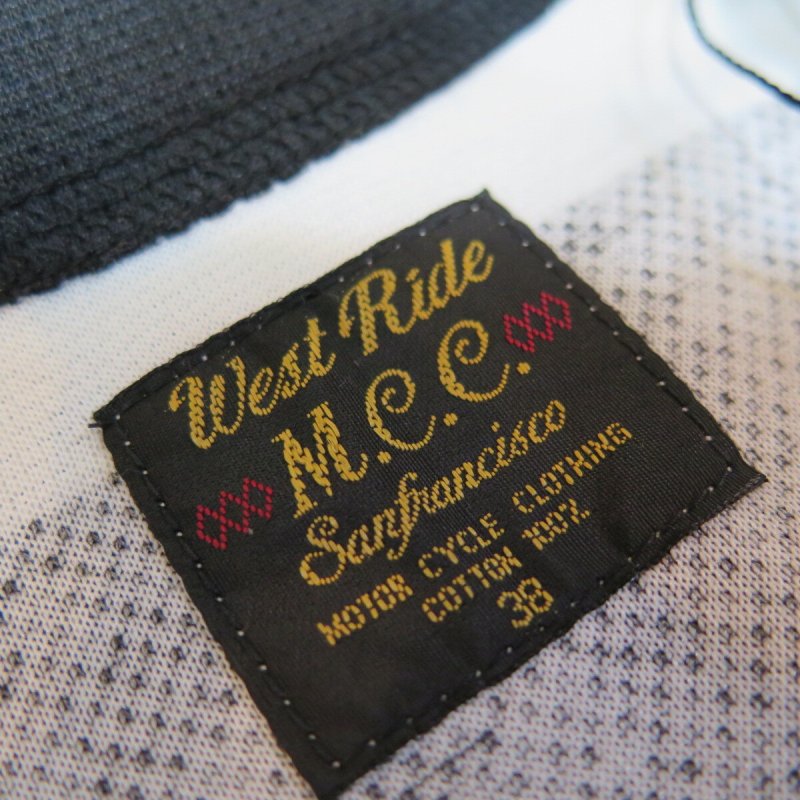 West Ride
M.C.C.
Sanfrancisco
MOTOR CYCLE CLOTHING
COTTON 100%
38